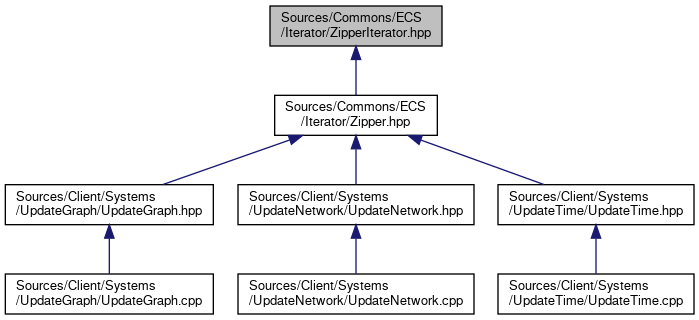 Sources/Commons/ECS
/Iterator/ZipperIterator.hpp
Sources/Commons/ECS
/Iterator/Zipper.hpp
Sources/Client/Systems
/UpdateGraph/UpdateGraph.hpp
Sources/Client/Systems
/UpdateNetwork/UpdateNetwork.hpp
Sources/Client/Systems
/UpdateTime/UpdateTime.hpp
Sources/Client/Systems
/UpdateGraph/UpdateGraph.cpp
Sources/Client/Systems
/UpdateNetwork/UpdateNetwork.cpp
Sources/Client/Systems
/UpdateTime/UpdateTime.cpp